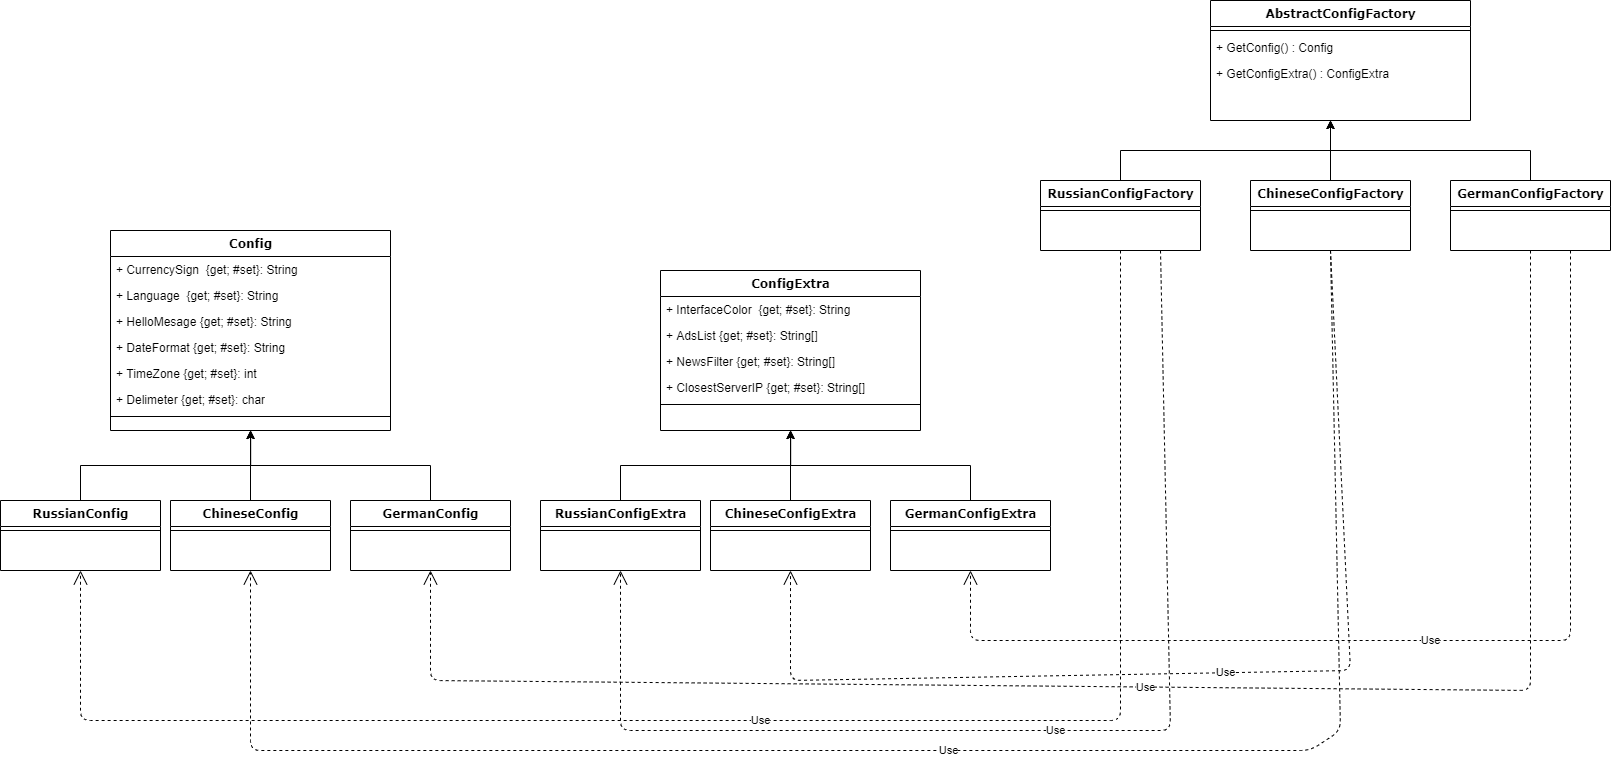 AbstractConfigFactory
+ GetConfig() : Config
+ GetConfigExtra() : ConfigExtra
RussianConfigFactory
ChineseConfigFactory
GermanConfigFactory
Config
+ CurrencySign  {get; #set}: String
+ Language  {get; #set}: String
+ HelloMesage {get; #set}: String
+ DateFormat {get; #set}: String
+ TimeZone {get; #set}: int
+ Delimeter {get; #set}: char
ConfigExtra
+ InterfaceColor  {get; #set}: String
+ AdsList {get; #set}: String[]
+ NewsFilter {get; #set}: String[]
+ ClosestServerIP {get; #set}: String[]
RussianConfig
ChineseConfig
GermanConfig
RussianConfigExtra
ChineseConfigExtra
GermanConfigExtra
Use
Use
Use
Use
Use
Use